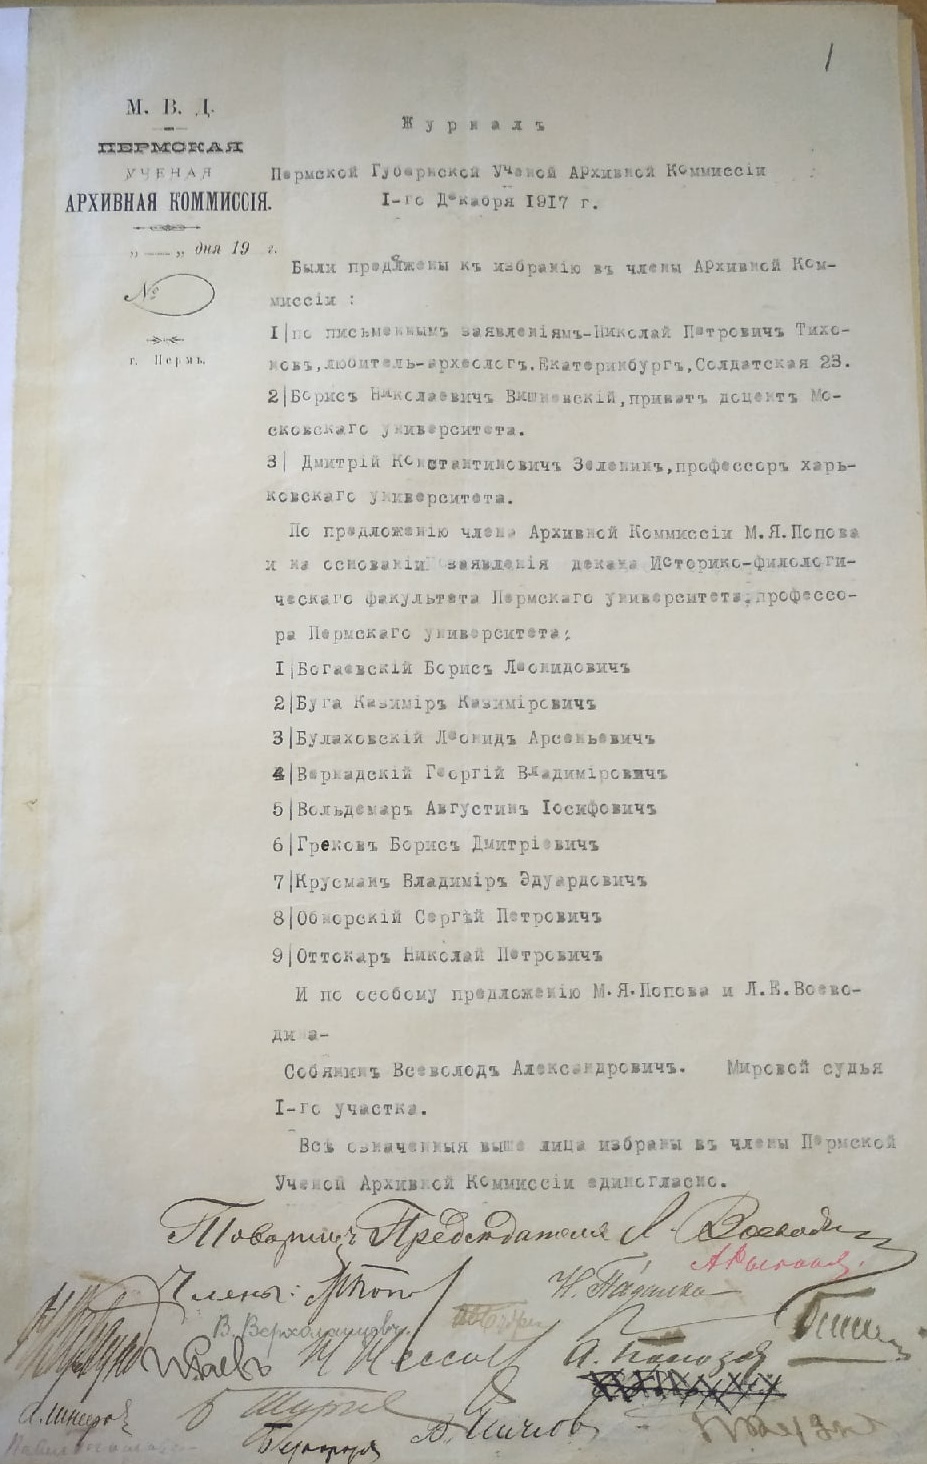 1
М. В. Д.
ПЕРМСКАЯ
УЧЕНАЯ
АРХИВНАЯ КОММИССІЯ.
„ — „ дня 19 г.
№
г. Пермь.
Журналъ
Пермской Губернской Ученой Архивной Коммиссіи
I-го Декабря 1917 г.
Были предложены къ избранію въ члены Архивной Ком-
миссіи :
1|по письменнымъ заявленіямъ-Николай Петровичъ Тихо-
новъ,любитель-археологъ.Екатеринбургъ,Солдатская 23.
2|Борисъ Николаевичъ Вишневскій,приватъ доцентъ Мо-
сковскаго университета.
3| Дмитрій Константиновичъ Зеленинъ,профессоръ харь-
ковскаго университета.
По предложенію члена Архивной Коммиссіи М.Я.Попова
и на основаніи заявленія декана Историко-филологи-
ческаго факультета Пермскаго университета,профессо-
ра Пермскаго университета;
1|Богаевскій Борисъ Леонидовичъ
2|Буга Казиміръ Казиміровичъ
3|Булаховскій Леонидъ Арсеньевичъ
4|Вернадскій Георгій Владиміровичъ
5|Вольдемаръ Августинъ Іосифовичъ
6|Грековъ Борисъ Дмитріевичъ
7|Крусманъ Владиміръ Эдуардовичъ
8|Обнорскій Сергѣй Петровичъ
9|Оттокаръ Николай Петровичъ
И по особому предложенію М.Я.Попова и Л.Е.Воево-
дина-
Собянинъ Всеволодъ Александровичъ. Мировой судья
I-го участка.
Всѣ означенныя выше лица избраны въ члены Пермской
Ученой Архивной Коммиссіи единогласно.
Товарищъ Предсѣдателя Л Воеводин
Члены:
В. Верхоланцевъ